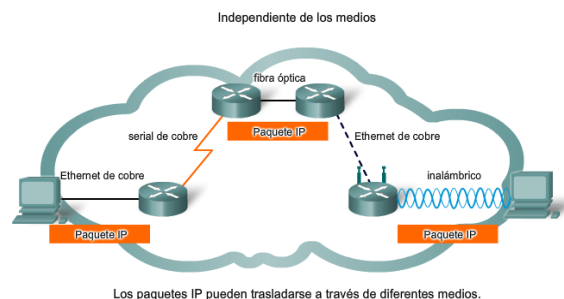 Independiente de los medios
fibra óptica
Paquete IP
serial de cobre
Ethernet de cobre
Ethernet de cobre
inalámbrico
Paquete IP
Paquete IP
Los paquetes IP pueden trasladarse a través de diferentes medios.